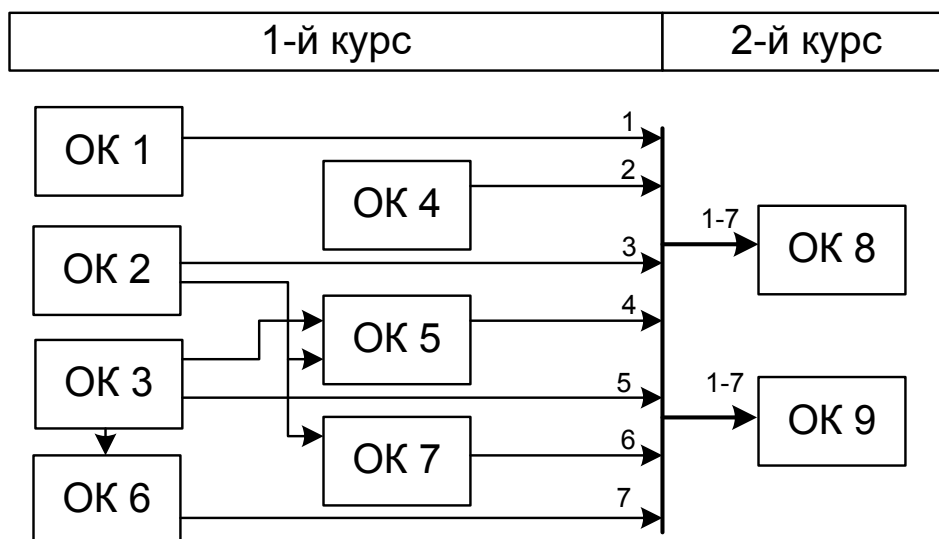 1-й курс 2-й курс
ОК 1
1
ОК 4
2
ОК 2
3
1-7
ОК 8
ОК 5
4
ОК 3
5
1-7
ОК 9
ОК 7
6
ОК 6
7